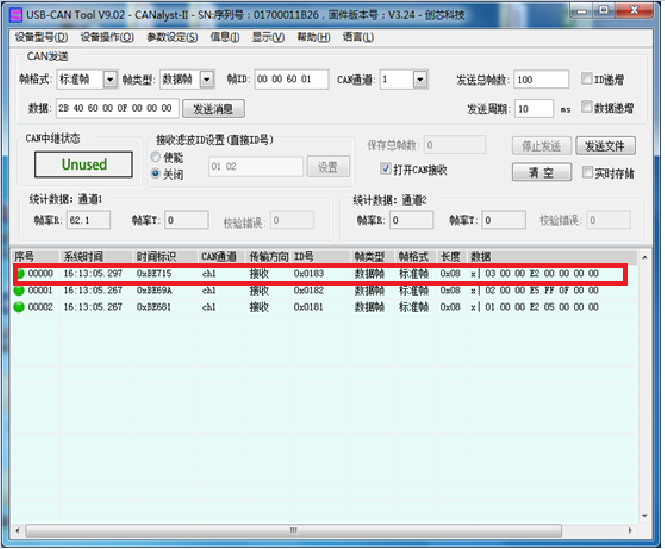 USB-CAN Tool V9.02 - CANalyst-II - SN:序列号：01700011B26，固件版本号：V3.24 - 创芯科技
设备型号(D) 设备操作(O) 参数设定(S) 信息(I) 显示(V) 帮助(H) 语言(L)
CAN发送
帧格式: 标准帧 帧类型: 数据帧 帧ID: 00 00 60 01 CAN通道: 1 发送总帧数: 100 ID递增
数据: 2B 40 60 00 0F 00 00 00 发送消息 发送周期: 10 ms 数据递增
CAN中继状态 接收滤波ID设置(直接ID号) 保存总帧数: 0 停止发送 发送文件
Unused 使能 关闭 01 02 设置 打开CAN接收 清 空 实时存储
统计数据: 通道1 统计数据: 通道2
帧率R: 62.1 帧率T: 0 校验错误: 0 帧率R: 0 帧率T: 0 校验错误: 0
序号 系统时间 时间标识 CAN通道 传输方向 ID号 帧类型 帧格式 长度 数据
00000 16:13:05.297 0xBE715 ch1 接收 0x0183 数据帧 标准帧 0x08 x| 03 00 00 E2 00 00 00 00
00001 16:13:05.267 0xBE69A ch1 接收 0x0182 数据帧 标准帧 0x08 x| 02 00 00 E5 FF 0F 00 00
00002 16:13:05.267 0xBE681 ch1 接收 0x0181 数据帧 标准帧 0x08 x| 01 00 00 E2 05 00 00 00